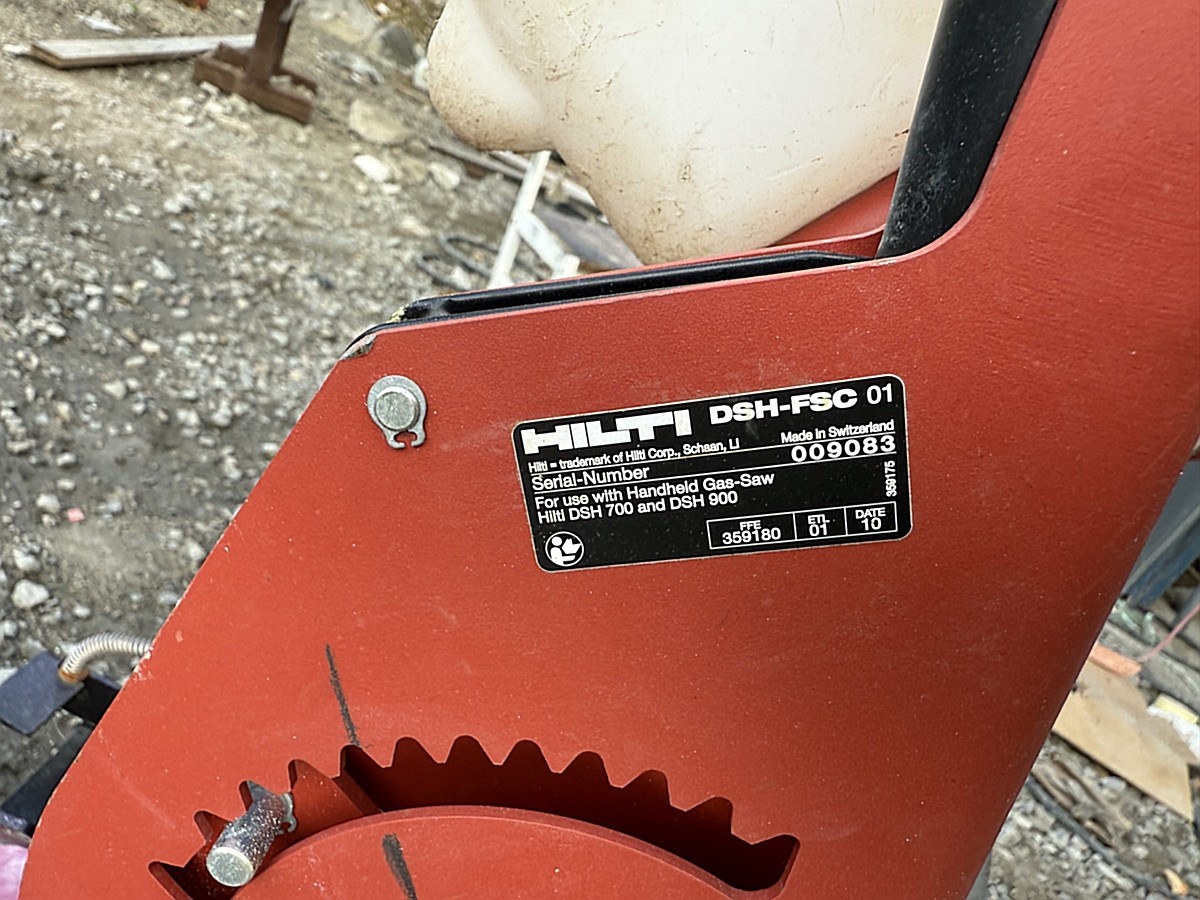 HILTI DSH-FSC 01
Hilti = trademark of Hilti Corp., Schaan, LI Made in Switzerland
Serial-Number 009083
For use with Handheld Gas-Saw
Hilti DSH 700 and DSH 900
359175
FFE ETL DATE
359180 01 10